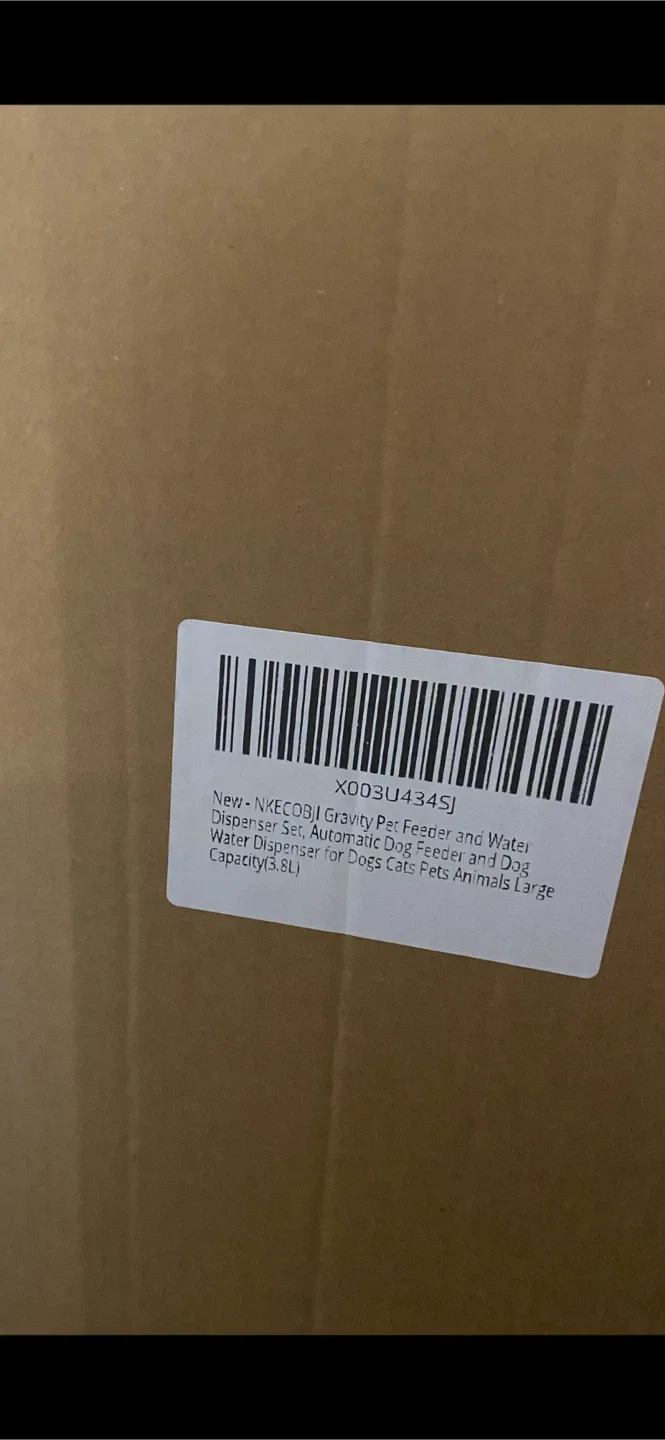 X003U434SJ
New - NKECOBJI Gravity Pet Feeder and Water
Dispenser Set, Automatic Dog Feeder and Dog
Water Dispenser for Dogs Cats Pets Animals Large
Capacity(3.8L)